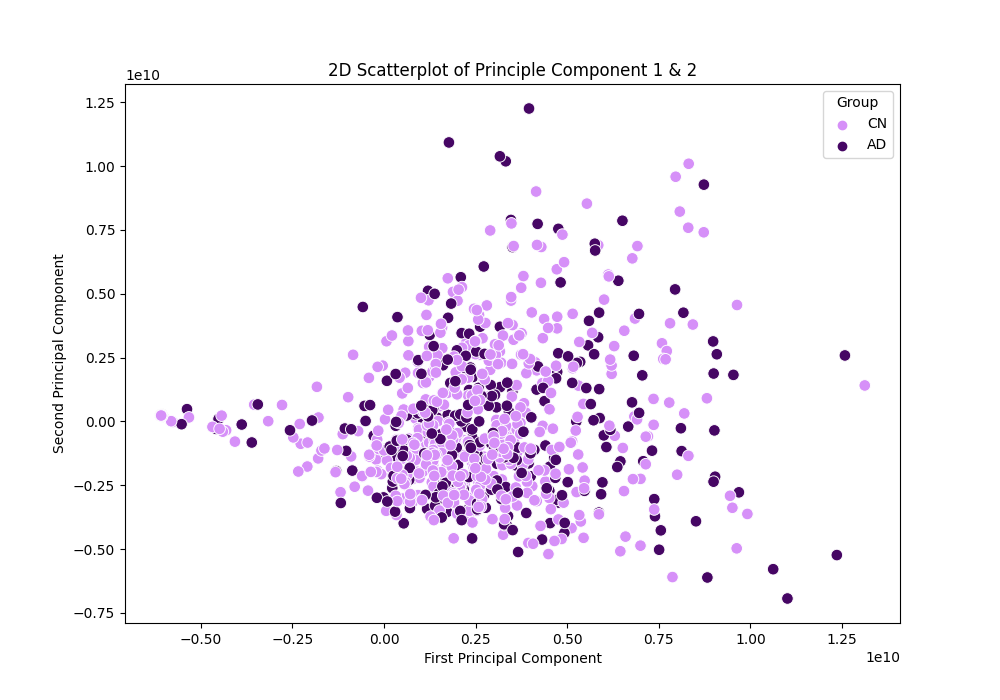 2D Scatterplot of Principle Component 1 & 2
1e10
Group
CN
AD
1.25
1.00
0.75
0.50
0.25
0.00
−0.25
−0.50
−0.75
Second Principal Component
−0.50
−0.25
0.00
0.25
0.50
0.75
1.00
1.25
First Principal Component
1e10